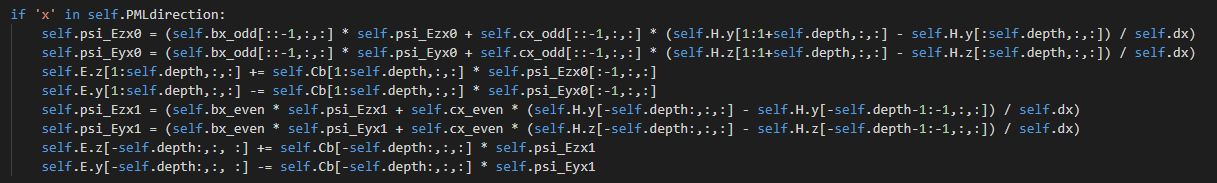 if 'x' in self.PMLdirection:
    self.psi_Ezx0 = (self.bx_odd[::-1,:,:] * self.psi_Ezx0 + self.cx_odd[::-1,:,:] * (self.H.y[1:1+self.depth,:,:] - self.H.y[:self.depth,:,:]) / self.dx)
    self.psi_Eyx0 = (self.bx_odd[::-1,:,:] * self.psi_Eyx0 + self.cx_odd[::-1,:,:] * (self.H.z[1:1+self.depth,:,:] - self.H.z[:self.depth,:,:]) / self.dx)
    self.E.z[1:self.depth,:,:] += self.Cb[1:self.depth,:,:] * self.psi_Ezx0[:-1,:,:]
    self.E.y[1:self.depth,:,:] -= self.Cb[1:self.depth,:,:] * self.psi_Eyx0[:-1,:,:]
    self.psi_Ezx1 = (self.bx_even * self.psi_Ezx1 + self.cx_even * (self.H.y[-self.depth:,:,:] - self.H.y[-self.depth-1:-1,:,:]) / self.dx)
    self.psi_Eyx1 = (self.bx_even * self.psi_Eyx1 + self.cx_even * (self.H.z[-self.depth:,:,:] - self.H.z[-self.depth-1:-1,:,:]) / self.dx)
    self.E.z[-self.depth:,:, :] += self.Cb[-self.depth:,:,:] * self.psi_Ezx1
    self.E.y[-self.depth:,:, :] -= self.Cb[-self.depth:,:,:] * self.psi_Eyx1